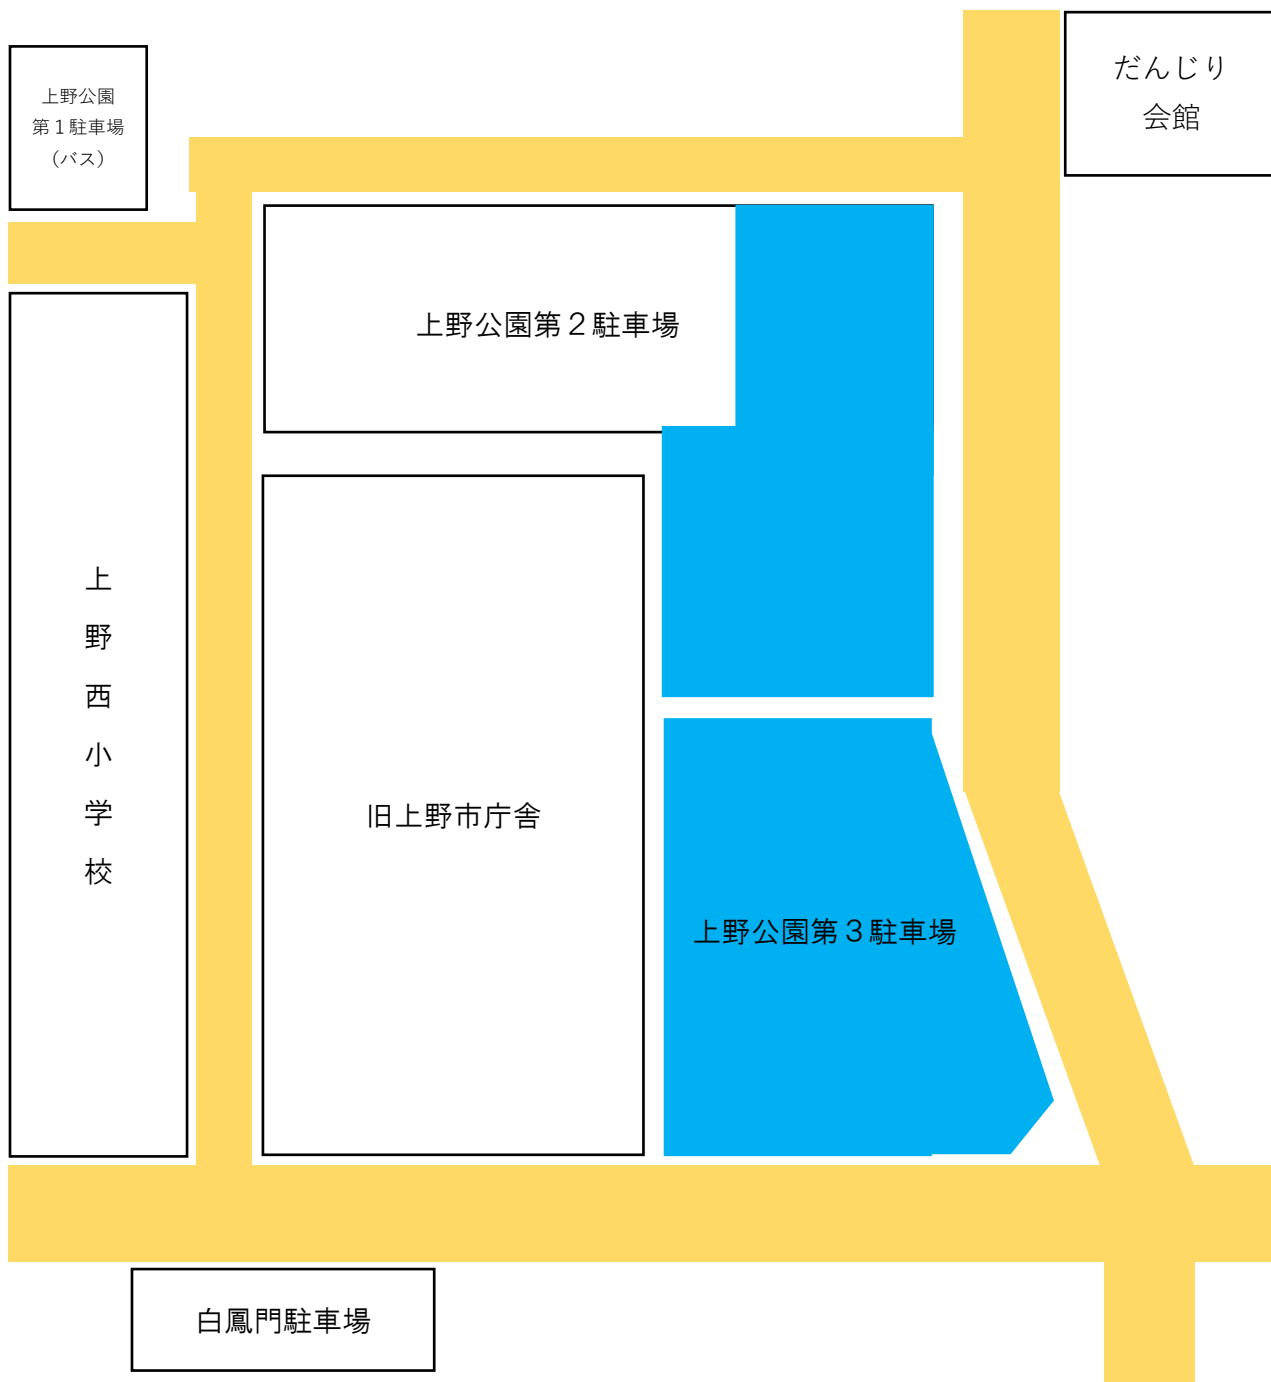 上野公園
第１駐車場
（バス）
だんじり
会館
上野公園第２駐車場
上野西小学校
旧上野市庁舎
上野公園第３駐車場
白鳳門駐車場